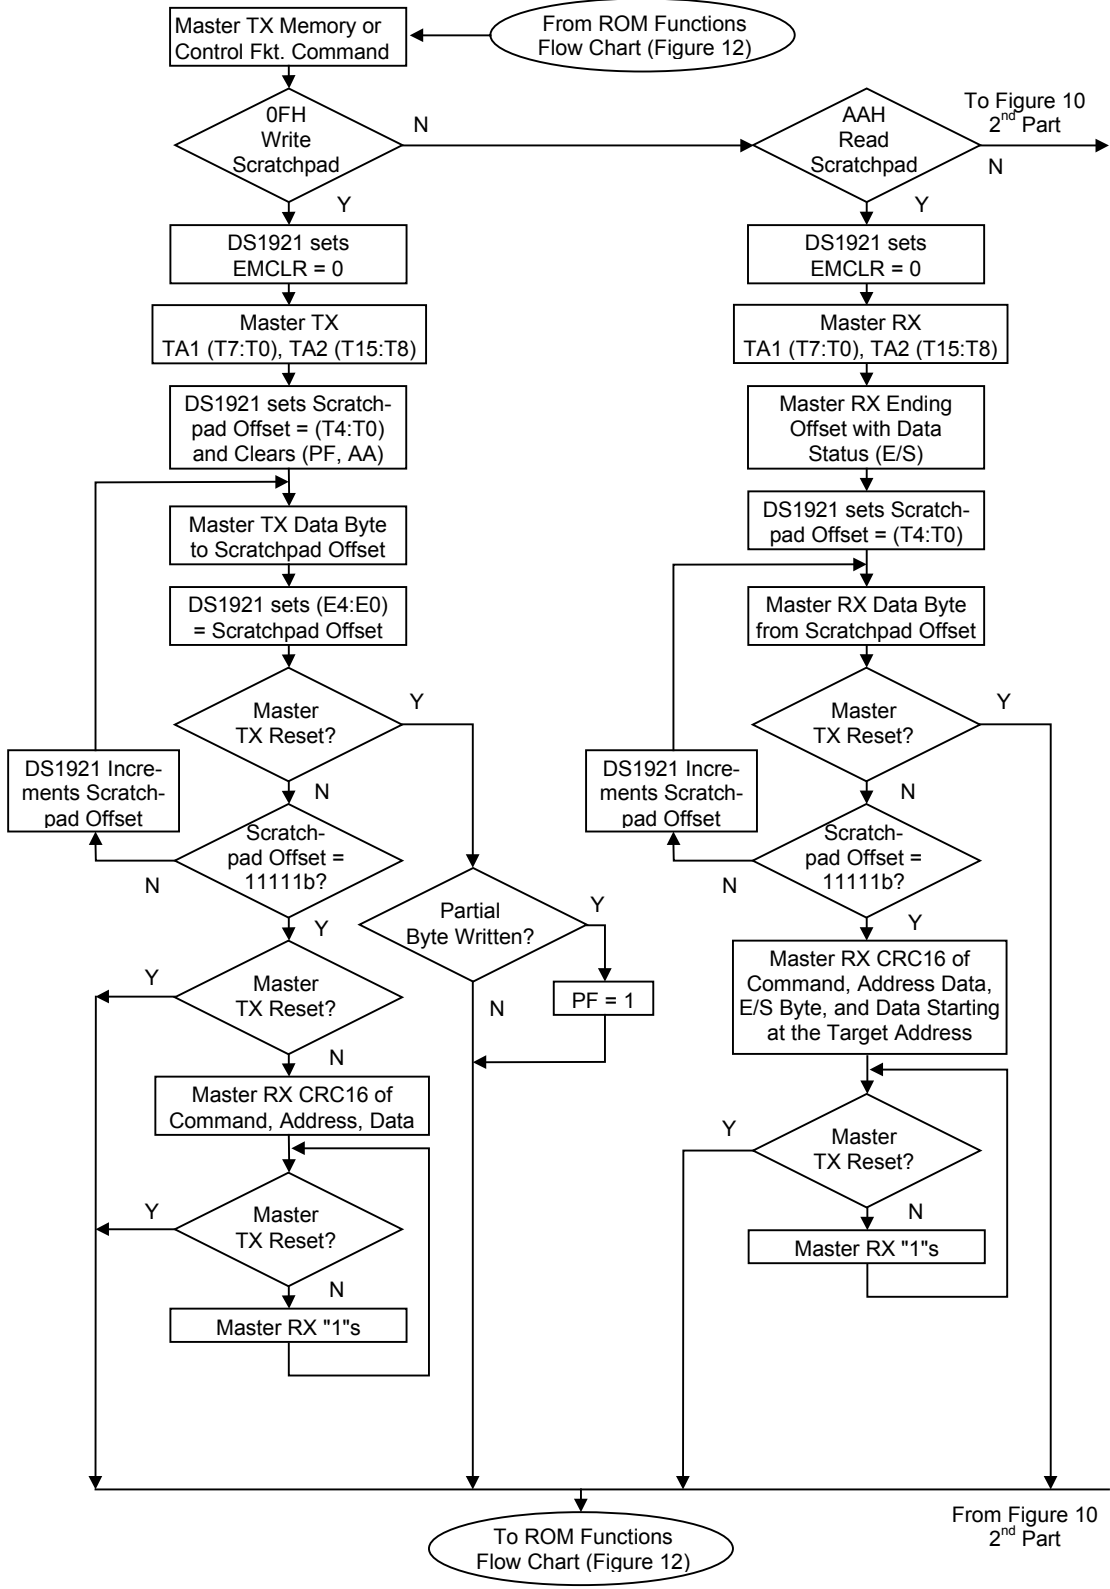 Master TX Memory or
Control Fkt. Command
From ROM Functions
Flow Chart (Figure 12)
0FH
Write
Scratchpad
N
Y
AAH
Read
Scratchpad
To Figure 10
2nd Part
N
Y
DS1921 sets
EMCLR = 0
Master TX
TA1 (T7:T0), TA2 (T15:T8)
DS1921 sets Scratch-
pad Offset = (T4:T0)
and Clears (PF, AA)
Master TX Data Byte
to Scratchpad Offset
DS1921 sets (E4:E0)
= Scratchpad Offset
Master
TX Reset?
Y
N
DS1921 Incre-
ments Scratch-
pad Offset
Scratch-
pad Offset =
11111b?
N
Y
Partial
Byte Written?
Y
N
PF = 1
Master
TX Reset?
Y
N
Master RX CRC16 of
Command, Address, Data
Master
TX Reset?
Y
N
Master RX "1"s
DS1921 sets
EMCLR = 0
Master RX
TA1 (T7:T0), TA2 (T15:T8)
Master RX Ending
Offset with Data
Status (E/S)
DS1921 sets Scratch-
pad Offset = (T4:T0)
Master RX Data Byte
from Scratchpad Offset
Master
TX Reset?
Y
N
DS1921 Incre-
ments Scratch-
pad Offset
Scratch-
pad Offset =
11111b?
N
Y
Master RX CRC16 of
Command, Address Data,
E/S Byte, and Data Starting
at the Target Address
Master
TX Reset?
Y
N
Master RX "1"s
To ROM Functions
Flow Chart (Figure 12)
From Figure 10
2nd Part